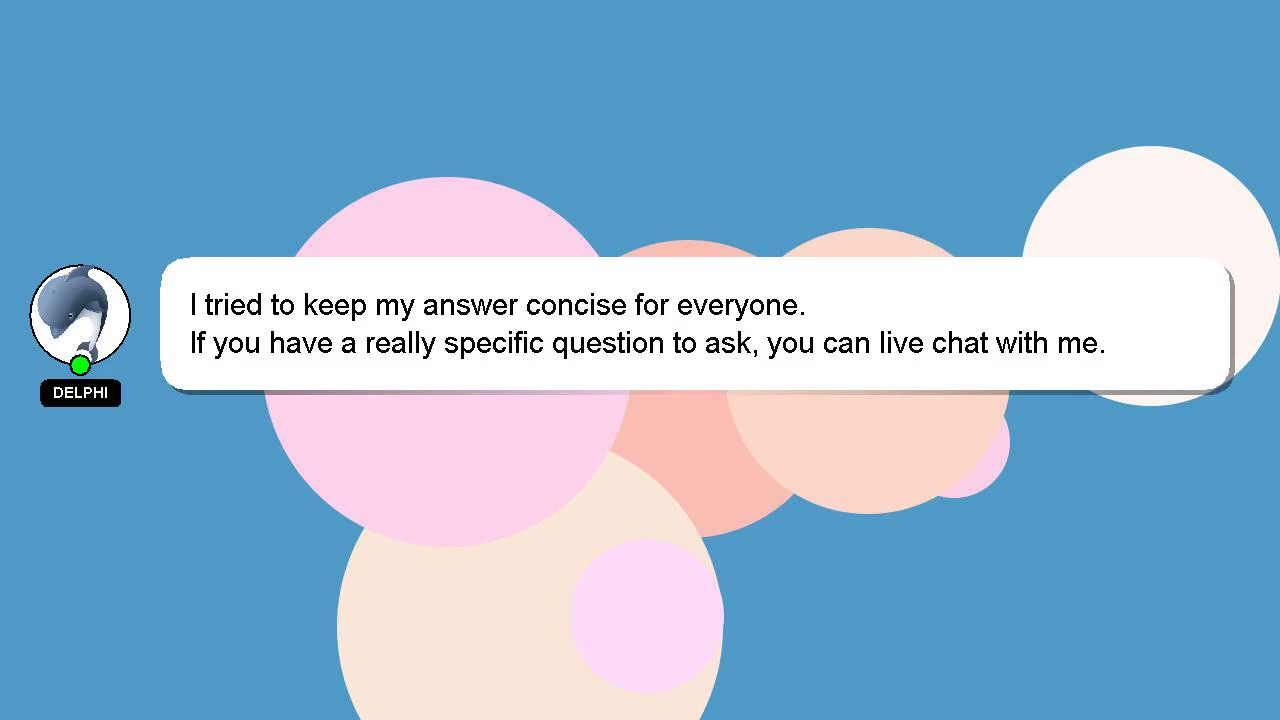 I tried to keep my answer concise for everyone.
If you have a really specific question to ask, you can live chat with me.
DELPHI